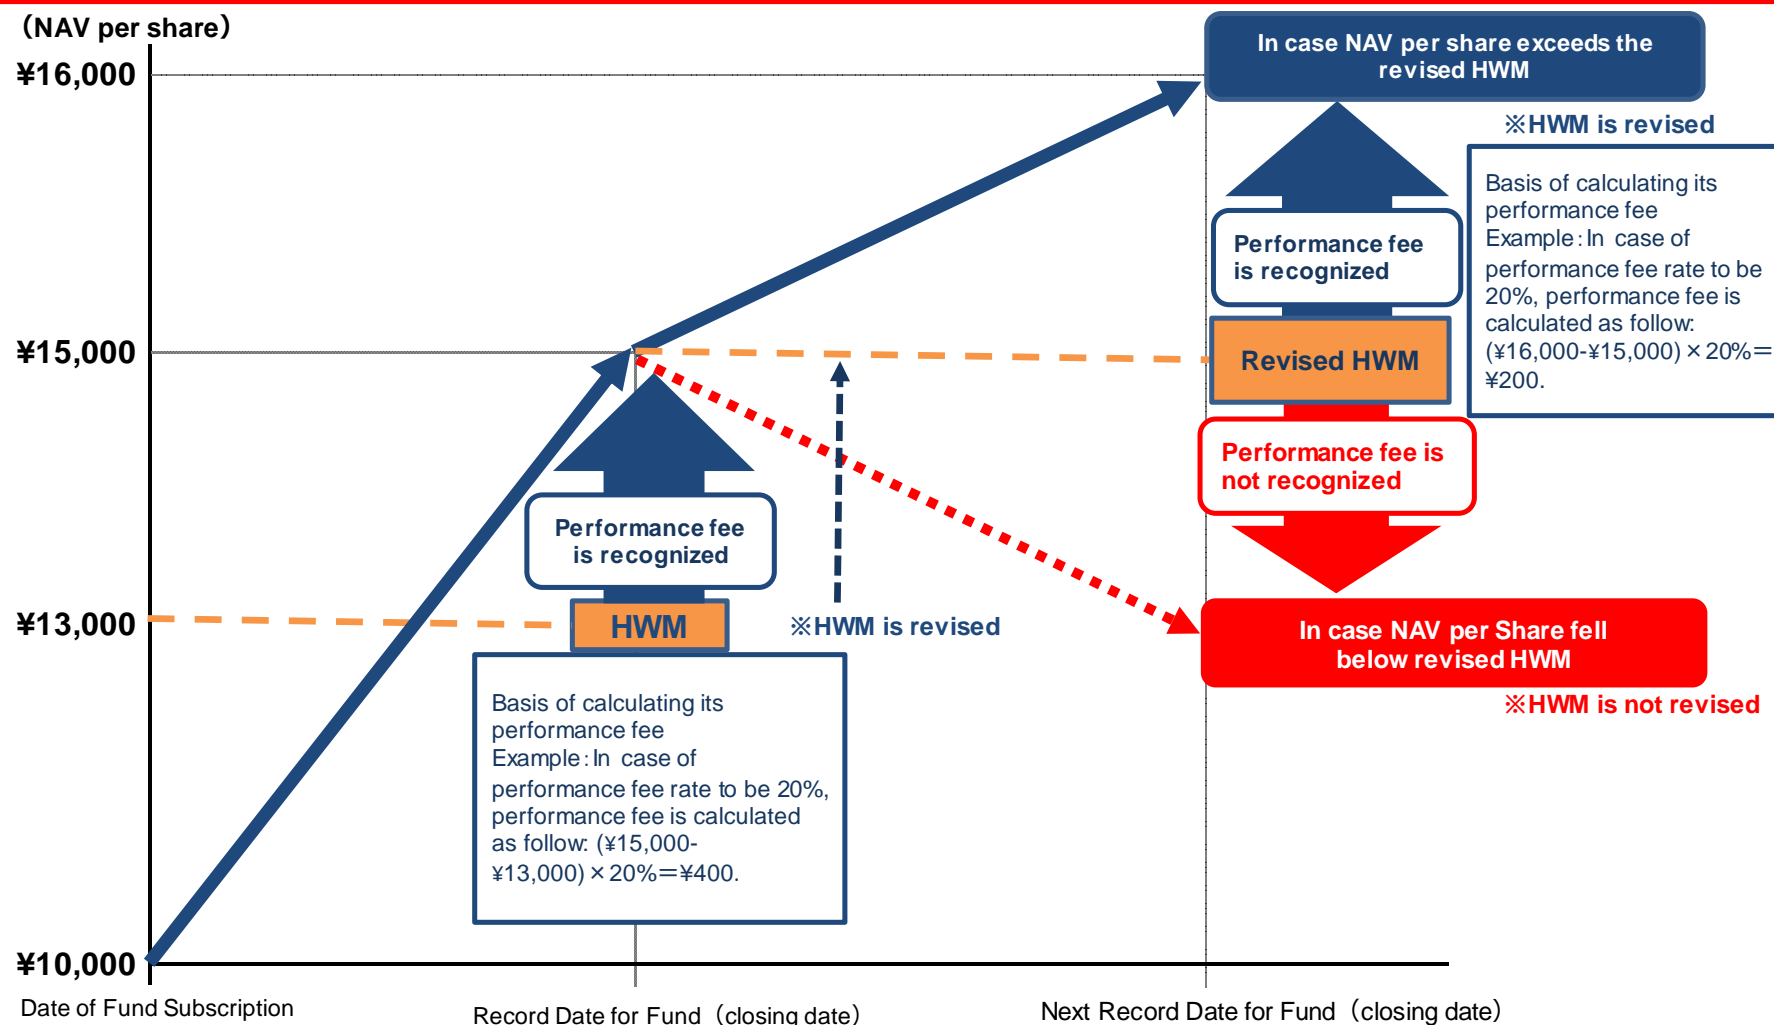 （NAV per share）
¥16,000
¥15,000
¥13,000
¥10,000
In case NAV per share exceeds the
revised HWM
※HWM is revised
Performance fee
is recognized
Basis of calculating its
performance fee
Example：In case of
performance fee rate to be
20%, performance fee is
calculated as follow:
(¥16,000-¥15,000)×20%＝
¥200.
Revised HWM
Performance fee is
not recognized
Performance fee
is recognized
HWM
※HWM is revised
In case NAV per Share fell
below revised HWM
※HWM is not revised
Basis of calculating its
performance fee
Example：In case of
performance fee rate to be 20%,
performance fee is calculated
as follow: (¥15,000-
¥13,000)×20%＝¥400.
Date of Fund Subscription
Record Date for Fund（closing date）
Next Record Date for Fund（closing date）